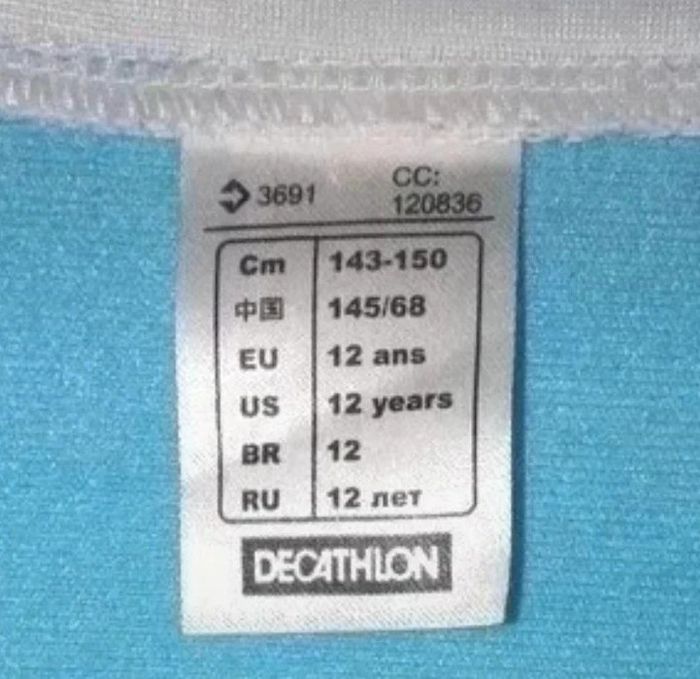 3691 CC:
120836
Cm 143-150
中国 145/68
EU 12 ans
US 12 years
BR 12
RU 12 лет
DECATHLON